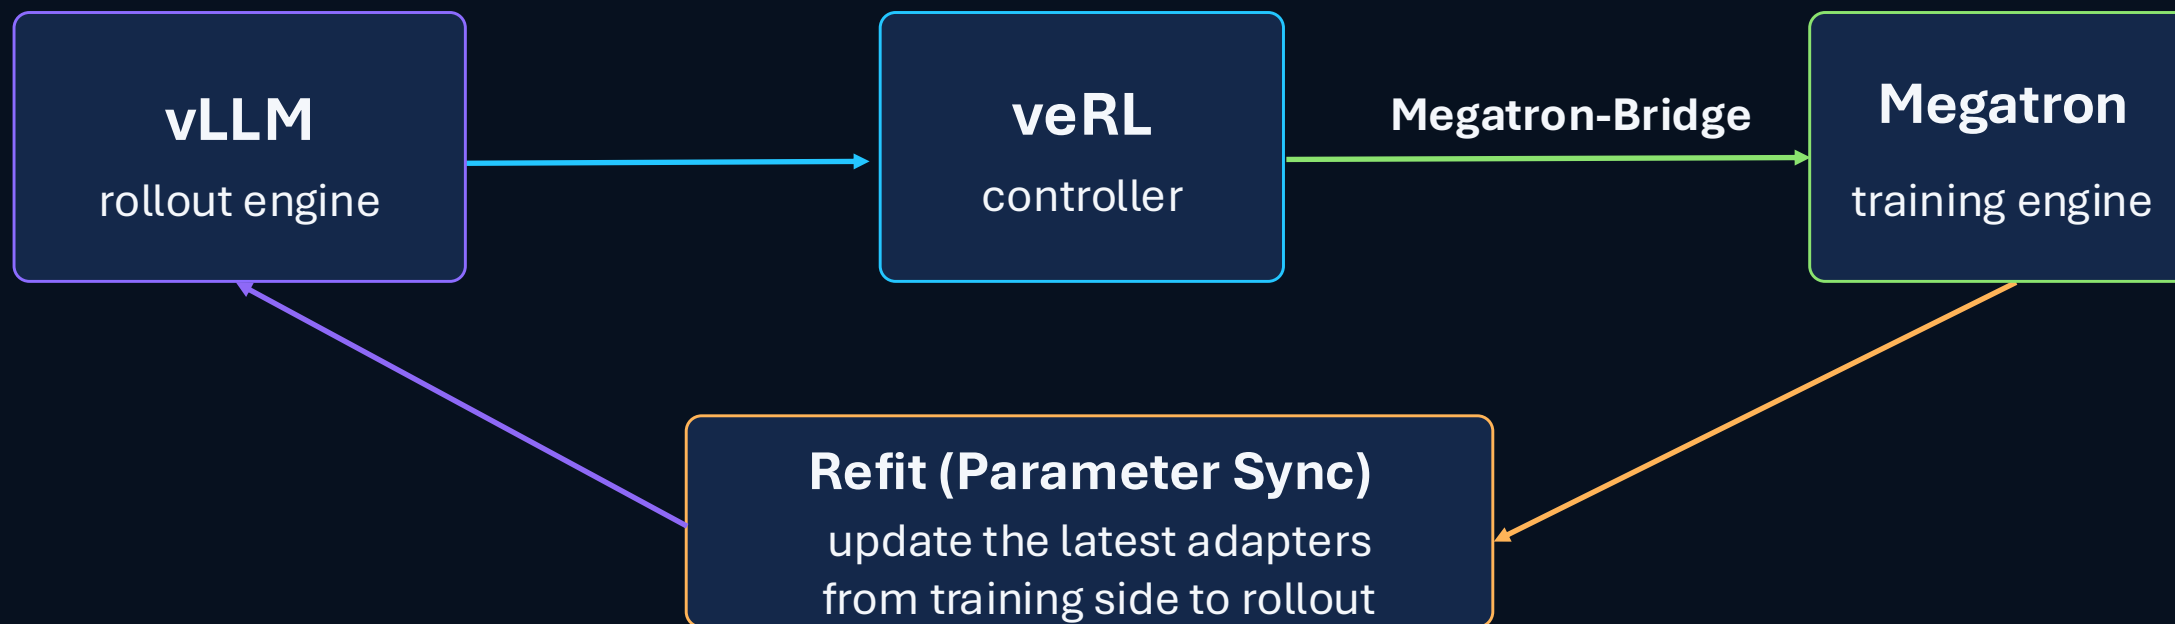 vLLM
rollout engine
veRL
controller
Megatron-Bridge
Megatron
training engine
Refit (Parameter Sync)
update the latest adapters
from training side to rollout